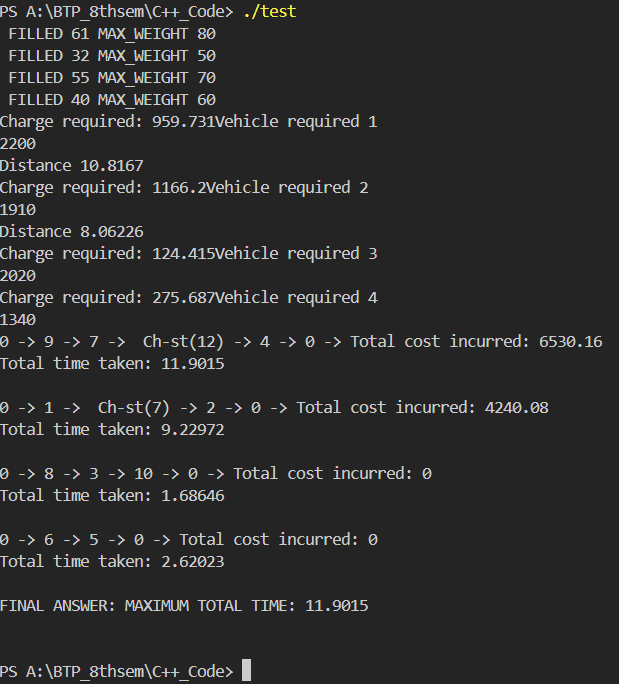 PS A:\BTP_8thsem\C++_Code> ./test
FILLED 61 MAX_WEIGHT 80
FILLED 32 MAX_WEIGHT 50
FILLED 55 MAX_WEIGHT 70
FILLED 40 MAX_WEIGHT 60
Charge required: 959.731Vehicle required 1
2200
Distance 10.8167
Charge required: 1166.2Vehicle required 2
1910
Distance 8.06226
Charge required: 124.415Vehicle required 3
2020
Charge required: 275.687Vehicle required 4
1340
0 -> 9 -> 7 ->  Ch-st(12) -> 4 -> 0 -> Total cost incurred: 6530.16
Total time taken: 11.9015
0 -> 1 ->  Ch-st(7) -> 2 -> 0 -> Total cost incurred: 4240.08
Total time taken: 9.22972
0 -> 8 -> 3 -> 10 -> 0 -> Total cost incurred: 0
Total time taken: 1.68646
0 -> 6 -> 5 -> 0 -> Total cost incurred: 0
Total time taken: 2.62023
FINAL ANSWER: MAXIMUM TOTAL TIME: 11.9015
PS A:\BTP_8thsem\C++_Code>